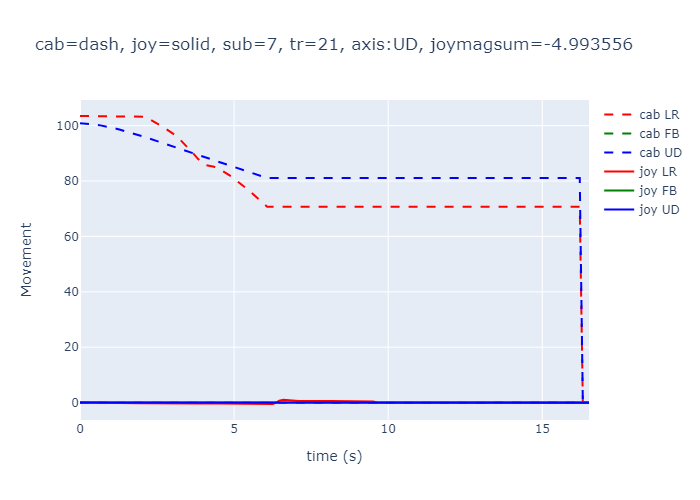 cab=dash, joy=solid, sub=7, tr=21, axis:UD, joymagsum=-4.993556
cab LR
cab FB
cab UD
joy LR
joy FB
joy UD
Movement
100
80
60
40
20
0
0
5
10
15
time (s)